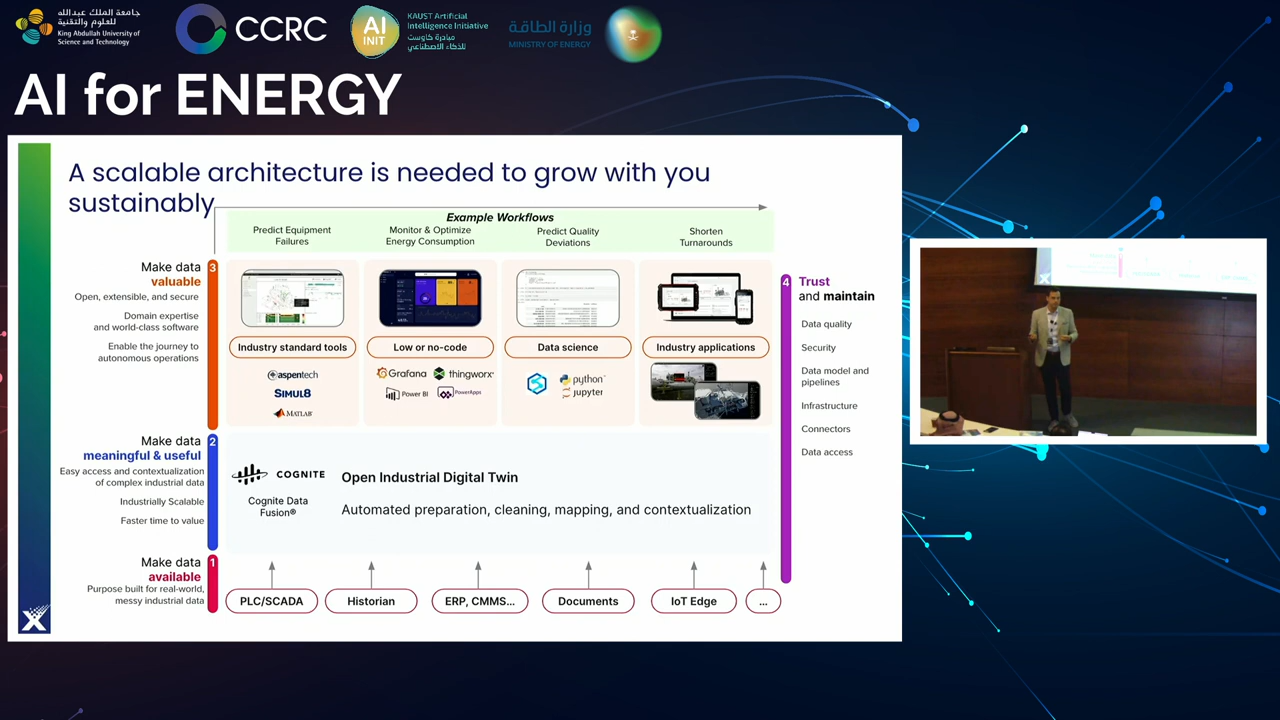 جامعة الملك عبدالله
للعلوم والتقنية
King Abdullah University of
Science and Technology
CCRC
AI
INIT
KAUST Artificial
Intelligence Initiative
مبادرة كاوست
للذكاء الاصطناعي
وزارة الطاقة
MINISTRY OF ENERGY
AI for ENERGY
A scalable architecture is needed to grow with you
sustainably
Example Workflows
Predict Equipment
Failures
Monitor & Optimize
Energy Consumption
Predict Quality
Deviations
Shorten
Turnarounds
Make data
valuable
3
Open, extensible, and secure
Domain expertise
and world-class software
Enable the journey to
autonomous operations
Industry standard tools
Low or no-code
Data science
Industry applications
aspentech
SIMUL8
MATLAB
Grafana
thingworx
Power BI
PowerApps
python
jupyter
4
Trust
and maintain
Data quality
Security
Data model and
pipelines
Infrastructure
Connectors
Data access
Make data
meaningful & useful
2
Easy access and contextualization
of complex industrial data
Industrially Scalable
Faster time to value
COGNITE
Cognite Data
Fusion®
Open Industrial Digital Twin
Automated preparation, cleaning, mapping, and contextualization
Make data
available
1
Purpose built for real-world,
messy industrial data
PLC/SCADA
Historian
ERP, CMMS...
Documents
IoT Edge
...
X